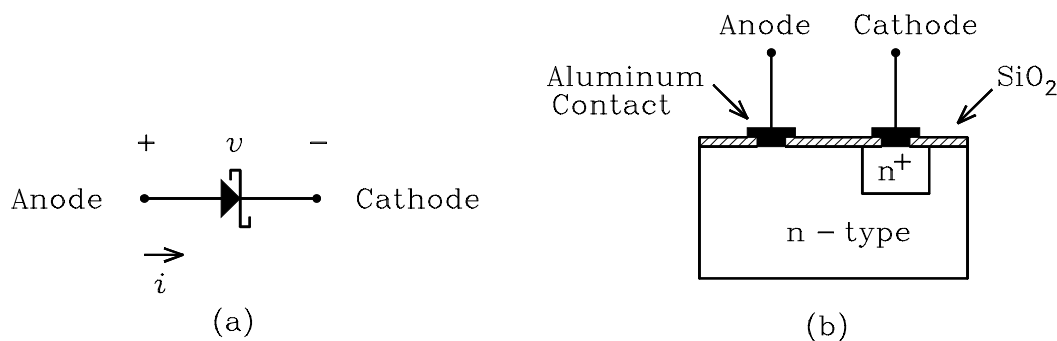 + v −
Anode Cathode
i
(a)
Anode Cathode
Aluminum
Contact
SiO₂
n⁺
n − type
(b)